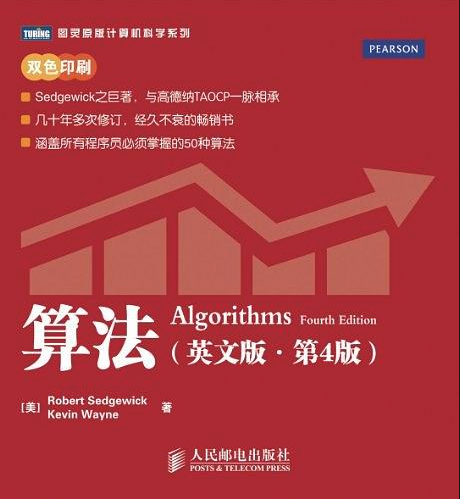 TURING 图灵原版计算机科学系列
PEARSON
双色印刷
Sedgewick之巨著，与高德纳TAOCP一脉相承
几十年多次修订，经久不衰的畅销书
涵盖所有程序员必须掌握的50种算法
算法
Algorithms Fourth Edition
（英文版·第4版）
[美] Robert Sedgewick
Kevin Wayne 著
人民邮电出版社
POSTS & TELECOM PRESS